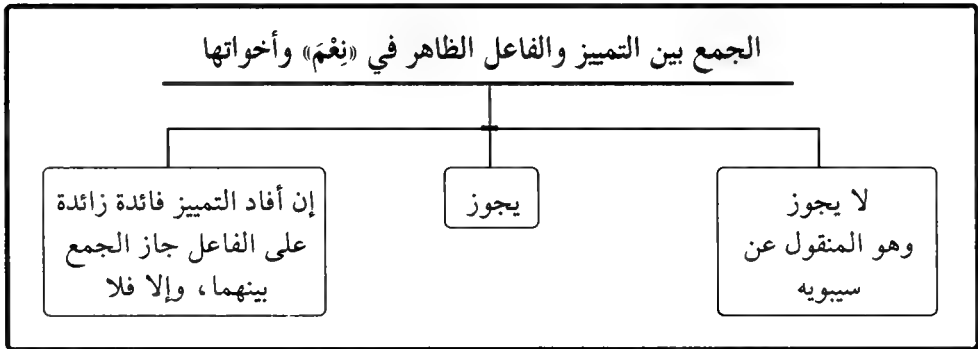 الجمع بين التمييز والفاعل الظاهر في «نِعْمَ» وأخواتها
لا يجوز
وهو المنقول عن
سيبويه
يجوز
إن أفاد التمييز فائدة زائدة
على الفاعل جاز الجمع
بينهما، وإلا فلا